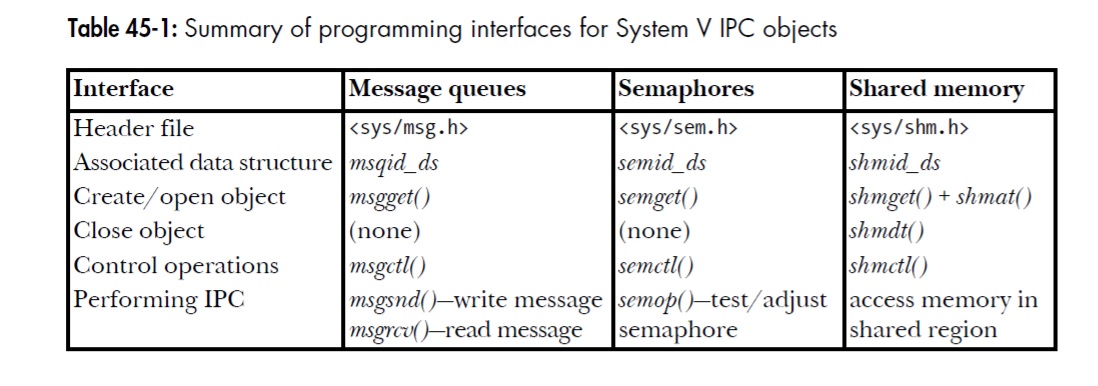 Table 45-1: Summary of programming interfaces for System V IPC objects
Interface Message queues Semaphores Shared memory
Header file <sys/msg.h> <sys/sem.h> <sys/shm.h>
Associated data structure msqid_ds semid_ds shmid_ds
Create/open object msgget() semget() shmget() + shmat()
Close object (none) (none) shmdt()
Control operations msgctl() semctl() shmctl()
Performing IPC msgsnd()—write message semop()—test/adjust access memory in
msgrcv()—read message semaphore shared region